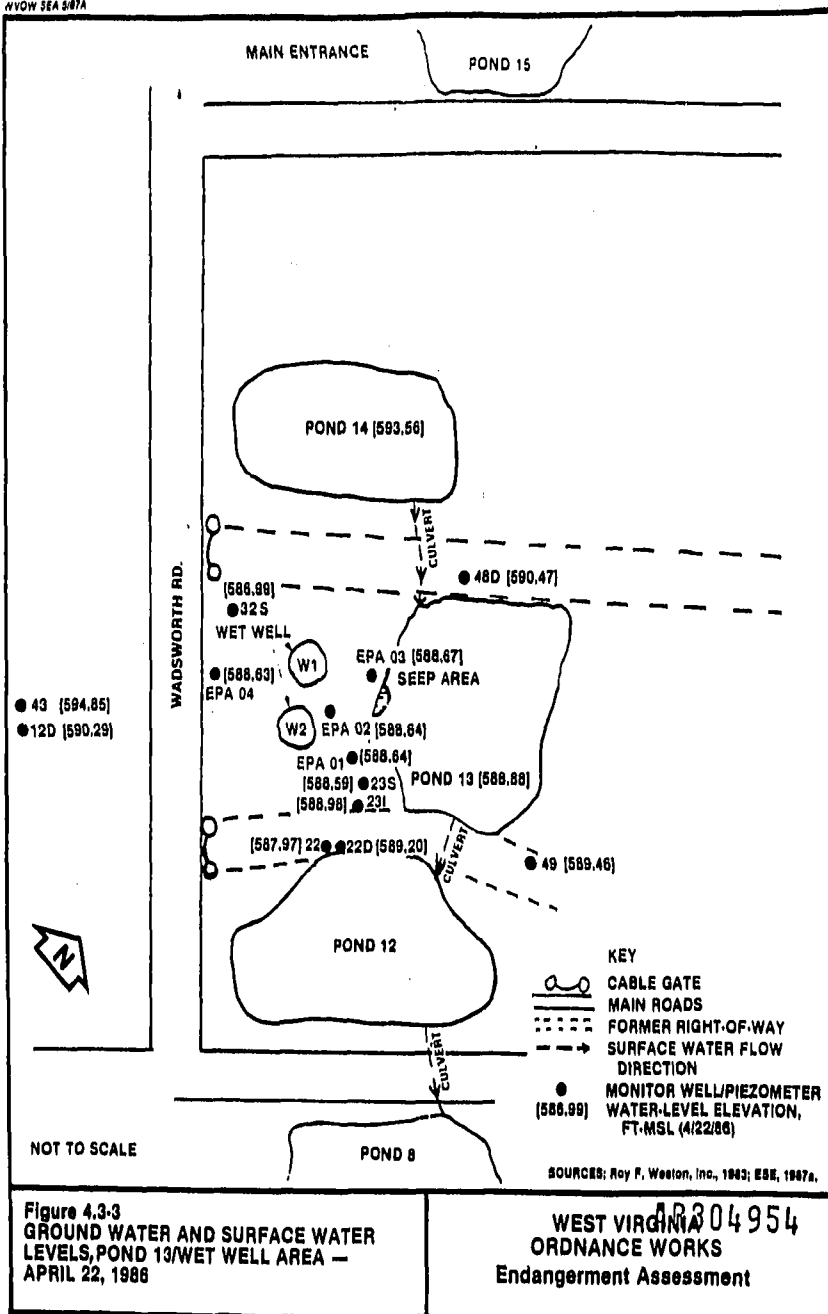 WVOW SEA 5/87A
MAIN ENTRANCE
POND 15
POND 14 [593.56]
CULVERT
48D [590.47]
[586.99]
32S
WET WELL
W1
EPA 03 [588.67]
SEEP AREA
[588.63]
EPA 04
WADSWORTH RD.
43 [594.85]
12D [590.29]
W2
EPA 02 [588.64]
EPA 01 [588.64]
[588.59] 23S
POND 13 [588.88]
[588.98] 23I
[587.97] 22
22D [589.20]
CULVERT
49 [589.46]
N
POND 12
KEY
CABLE GATE
MAIN ROADS
FORMER RIGHT-OF-WAY
SURFACE WATER FLOW
DIRECTION
MONITOR WELL/PIEZOMETER
[586.99] WATER-LEVEL ELEVATION,
FT-MSL (4/22/86)
CULVERT
NOT TO SCALE
POND 8
SOURCES: Roy F. Weston, Inc., 1983; ESE, 1987a.
Figure 4.3-3
GROUND WATER AND SURFACE WATER
LEVELS, POND 13/WET WELL AREA —
APRIL 22, 1986
AR304954
WEST VIRGINIA
ORDNANCE WORKS
Endangerment Assessment